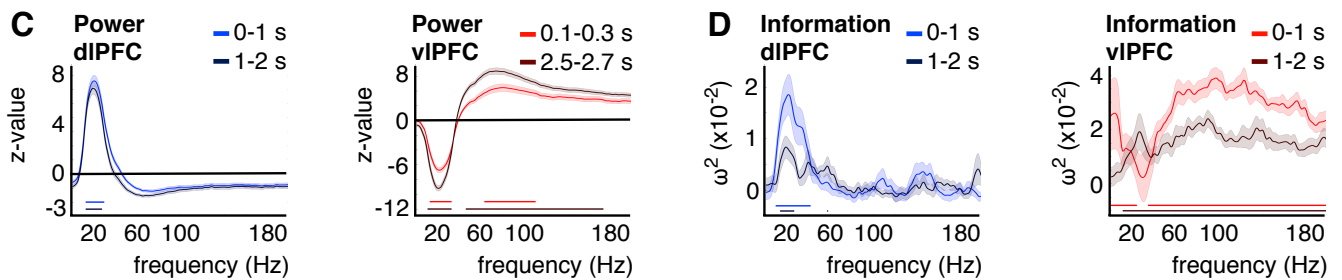 C
Power
dlPFC
0-1 s
1-2 s
z-value
8
4
0
-3
20
60
100
180
frequency (Hz)
Power
vlPFC
0.1-0.3 s
2.5-2.7 s
z-value
8
0
-6
-12
20
60
100
180
frequency (Hz)
D
Information
dlPFC
0-1 s
1-2 s
ω² (x10⁻²)
2
1
0
20
60
100
180
frequency (Hz)
Information
vlPFC
0-1 s
1-2 s
ω² (x10⁻²)
4
2
0
20
60
100
180
frequency (Hz)